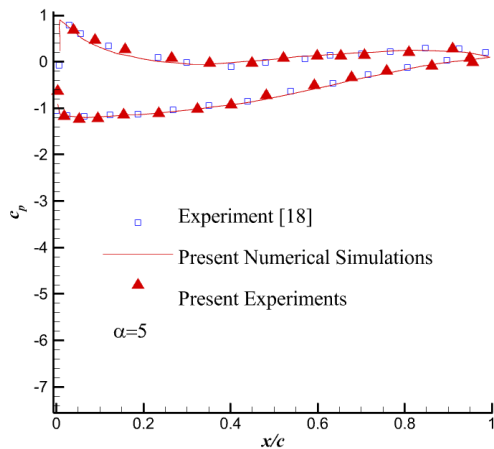 1
0
-1
-2
-3
-4
-5
-6
-7
c_p
Experiment [18]
Present Numerical Simulations
Present Experiments
α=5
0 0.2 0.4 0.6 0.8 1
x/c